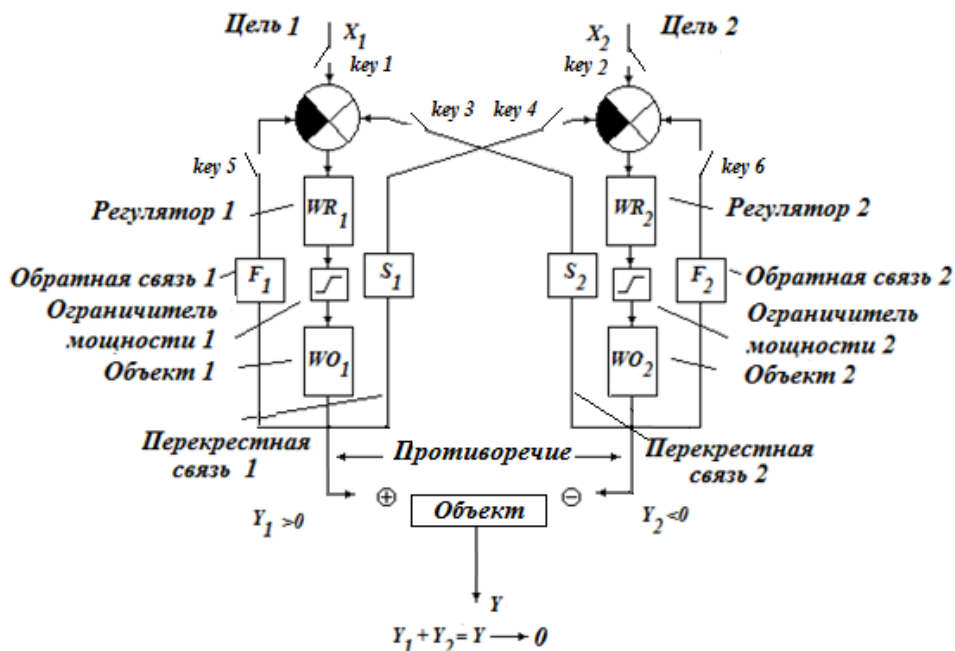 Цель 1
X1
X2
Цель 2
key 1
key 2
key 3
key 4
key 5
key 6
Регулятор 1
WR1
WR2
Регулятор 2
Обратная связь 1
F1
S1
S2
F2
Обратная связь 2
Ограничитель
мощности 1
Ограничитель
мощности 2
Объект 1
WO1
WO2
Объект 2
Перекрестная
связь 1
Противоречие
Перекрестная
связь 2
+
Объект
−
Y1 >0
Y2 <0
Y
Y1 + Y2 = Y → 0